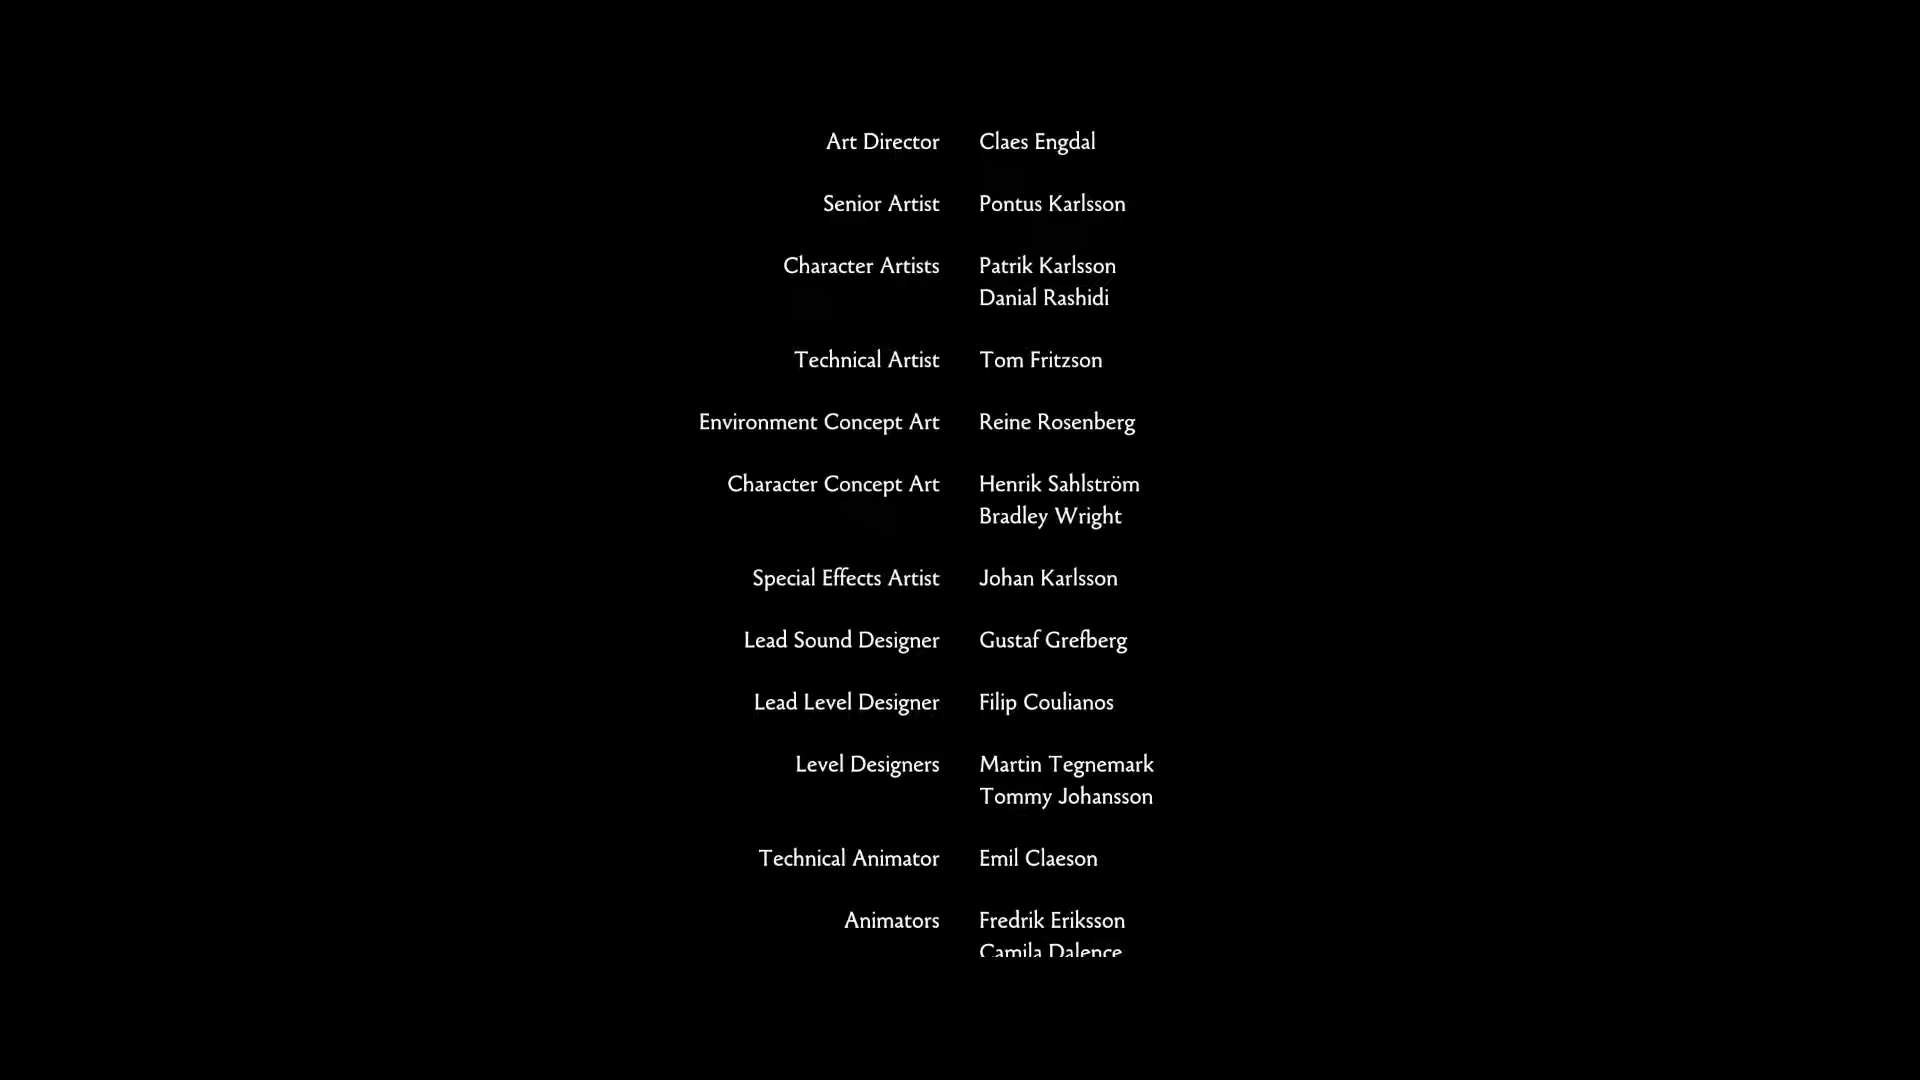 Art Director Claes Engdal
Senior Artist Pontus Karlsson
Character Artists Patrik Karlsson
Danial Rashidi
Technical Artist Tom Fritzson
Environment Concept Art Reine Rosenberg
Character Concept Art Henrik Sahlström
Bradley Wright
Special Effects Artist Johan Karlsson
Lead Sound Designer Gustaf Grefberg
Lead Level Designer Filip Coulianos
Level Designers Martin Tegnemark
Tommy Johansson
Technical Animator Emil Claeson
Animators Fredrik Eriksson
Camila Dalence